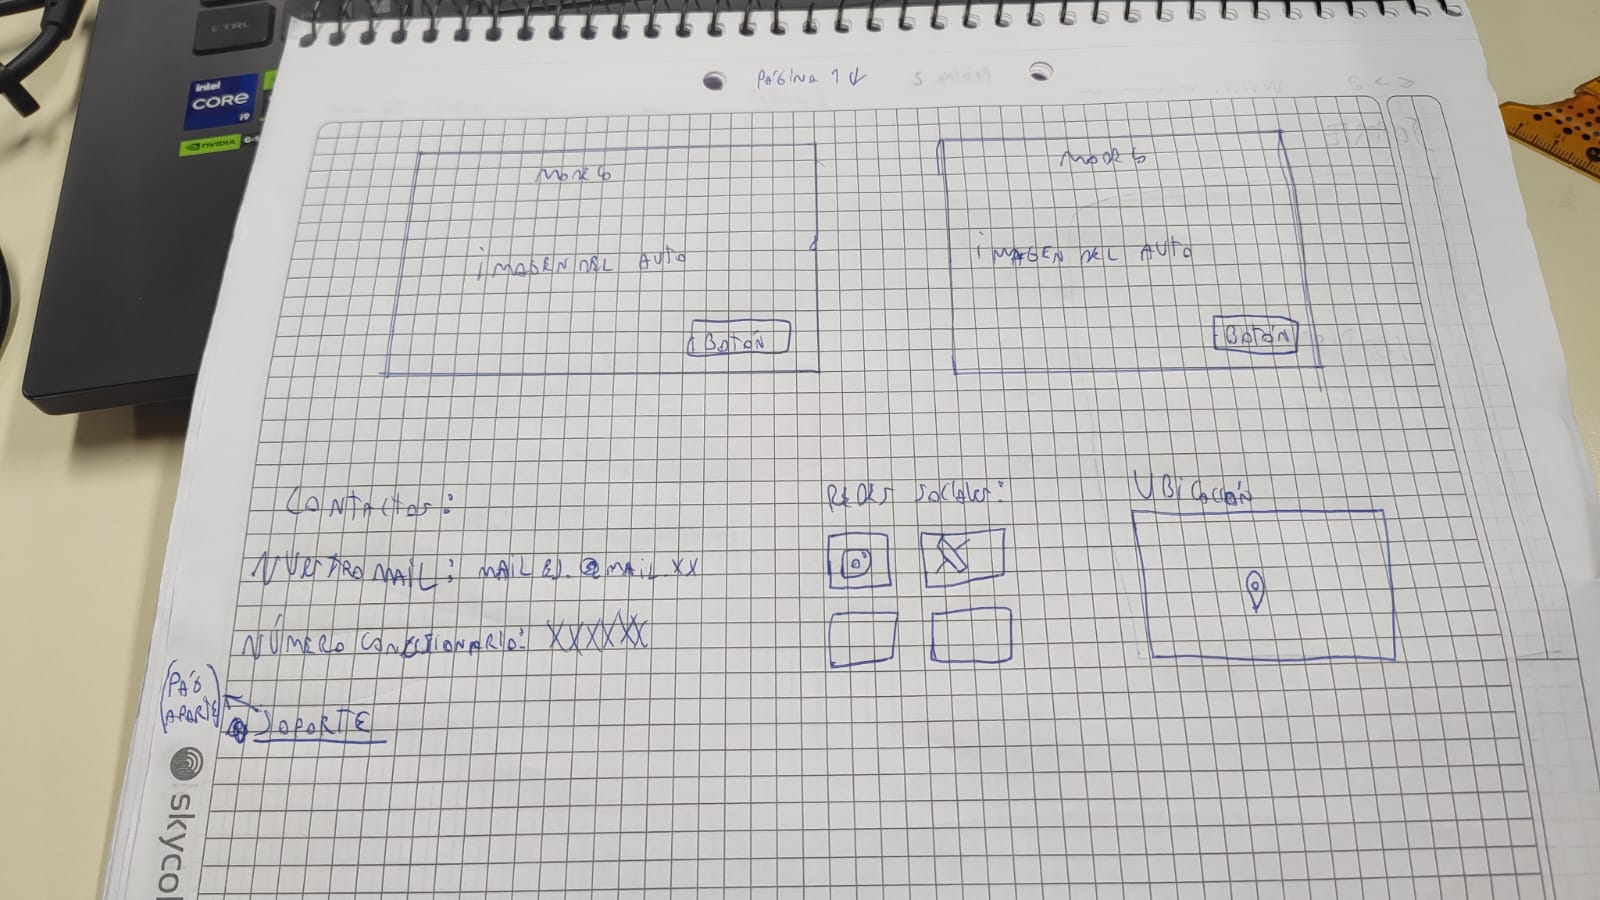 CTRL
intel
CORE
i9
NVIDIA
PÁGINA 1
MODELO
IMAGEN DEL AUTO
BOTÓN
MODELO
IMAGEN DEL AUTO
BOTÓN
CONTACTOS:
NUESTRO MAIL: MAIL EJ. @MAIL.XX
NÚMERO CONCESIONARIO: XXXXXX
(PÁG
APARTE)
SOPORTE
REDES SOCIALES:
UBICACIÓN
skycol